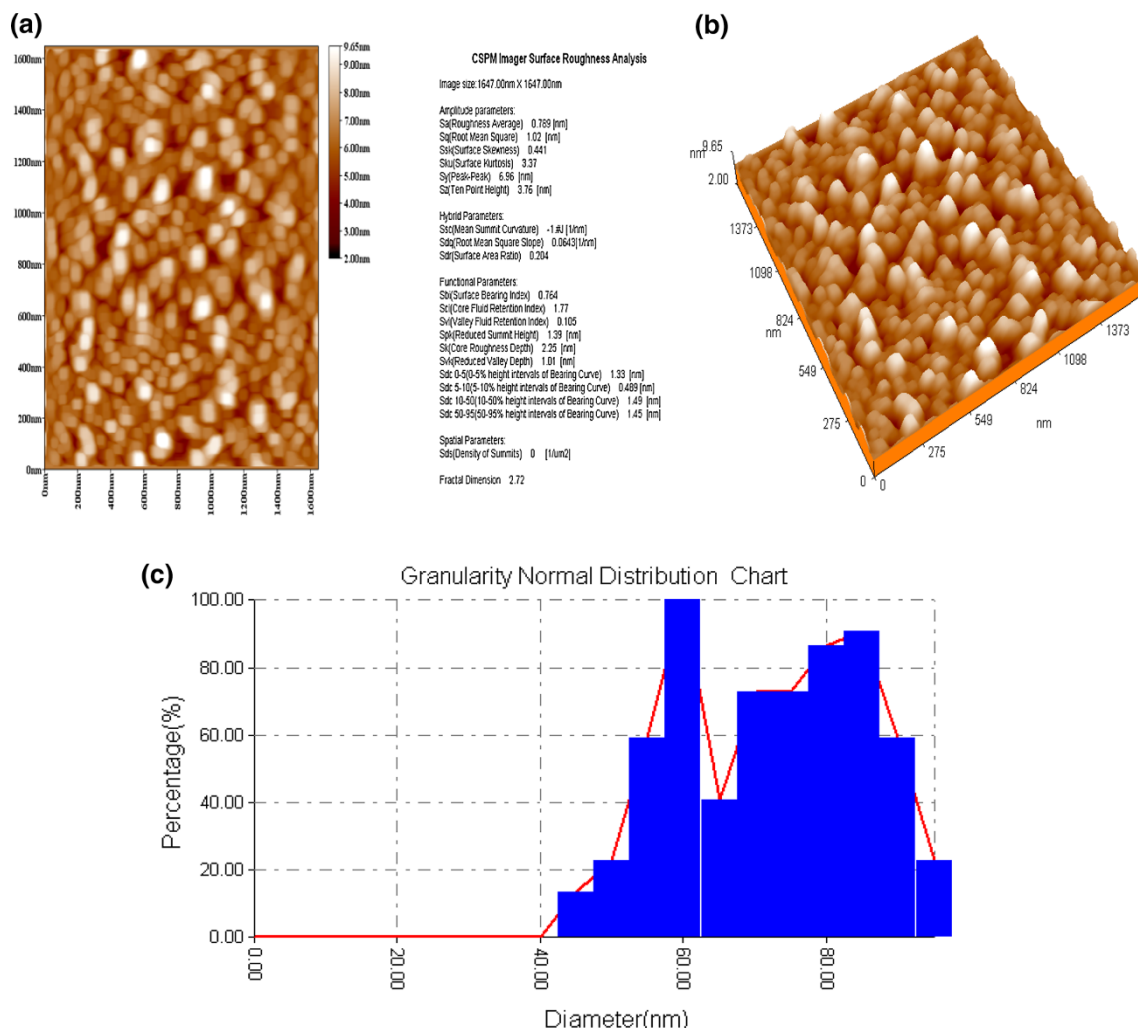 (a)
9.65nm
9.00nm
8.00nm
7.00nm
6.00nm
5.00nm
4.00nm
3.00nm
2.00nm
1600nm
1400nm
1200nm
1000nm
800nm
600nm
400nm
200nm
0nm
0nm
200nm
400nm
600nm
800nm
1000nm
1200nm
1400nm
1600nm
CSPM Imager Surface Roughness Analysis
Image size:1647.00nm X 1647.00nm
Amplitude parameters:
Sa(Roughness Average) 0.789 [nm]
Sq(Root Mean Square) 1.02 [nm]
Ssk(Surface Skewness) 0.441
Sku(Surface Kurtosis) 3.37
Sy(Peak-Peak) 6.96 [nm]
Sz(Ten Point Height) 3.76 [nm]
Hybrid Parameters:
Ssc(Mean Summit Curvature) -1.#J [1/nm]
Sdq(Root Mean Square Slope) 0.0643[1/nm]
Sdr(Surface Area Ratio) 0.204
Functional Parameters:
Sbi(Surface Bearing Index) 0.764
Sci(Core Fluid Retention Index) 1.77
Svi(Valley Fluid Retention Index) 0.105
Spk(Reduced Summit Height) 1.39 [nm]
Sk(Core Roughness Depth) 2.25 [nm]
Svk(Reduced Valley Depth) 1.01 [nm]
Sdc 0-5(0-5% height intervals of Bearing Curve) 1.33 [nm]
Sdc 5-10(5-10% height intervals of Bearing Curve) 0.489 [nm]
Sdc 10-50(10-50% height intervals of Bearing Curve) 1.49 [nm]
Sdc 50-95(50-95% height intervals of Bearing Curve) 1.45 [nm]
Spatial Parameters:
Sds(Density of Summits) 0 [1/um2]
Fractal Dimension 2.72
(b)
nm
9.65
2.00
1373
1098
824
nm
549
275
0
0
275
549
nm
824
1098
1373
(c)
Granularity Normal Distribution Chart
Percentage(%)
100.00
80.00
60.00
40.00
20.00
0.00
0.00
20.00
40.00
60.00
80.00
Diameter(nm)